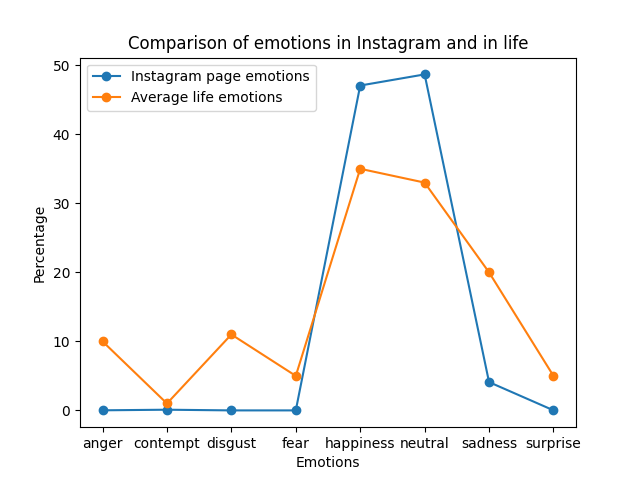 Comparison of emotions in Instagram and in life
Instagram page emotions
Average life emotions
50
40
30
20
10
0
Percentage
anger contempt disgust fear happiness neutral sadness surprise
Emotions